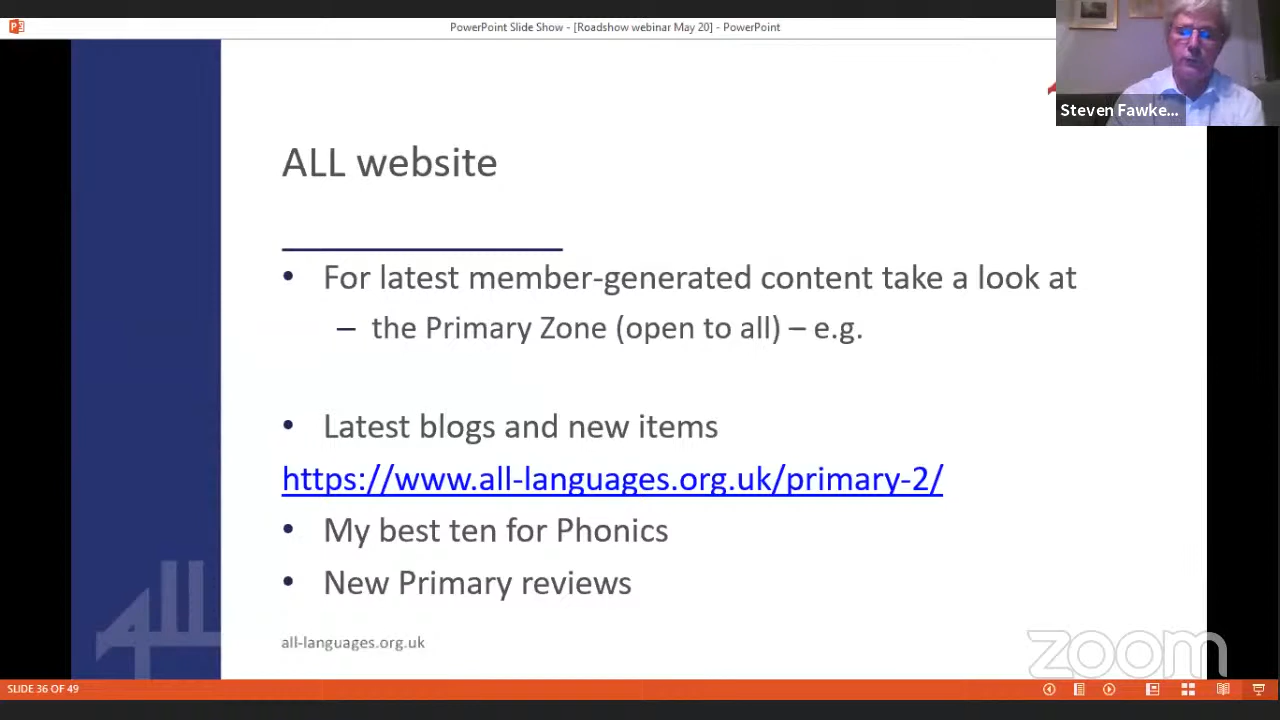 PowerPoint Slide Show - [Roadshow webinar May 20] - PowerPoint
Steven Fawke...
ALL website
• For latest member-generated content take a look at
– the Primary Zone (open to all) – e.g.
• Latest blogs and new items
https://www.all-languages.org.uk/primary-2/
• My best ten for Phonics
• New Primary reviews
all-languages.org.uk
ALL
zoom
SLIDE 36 OF 49